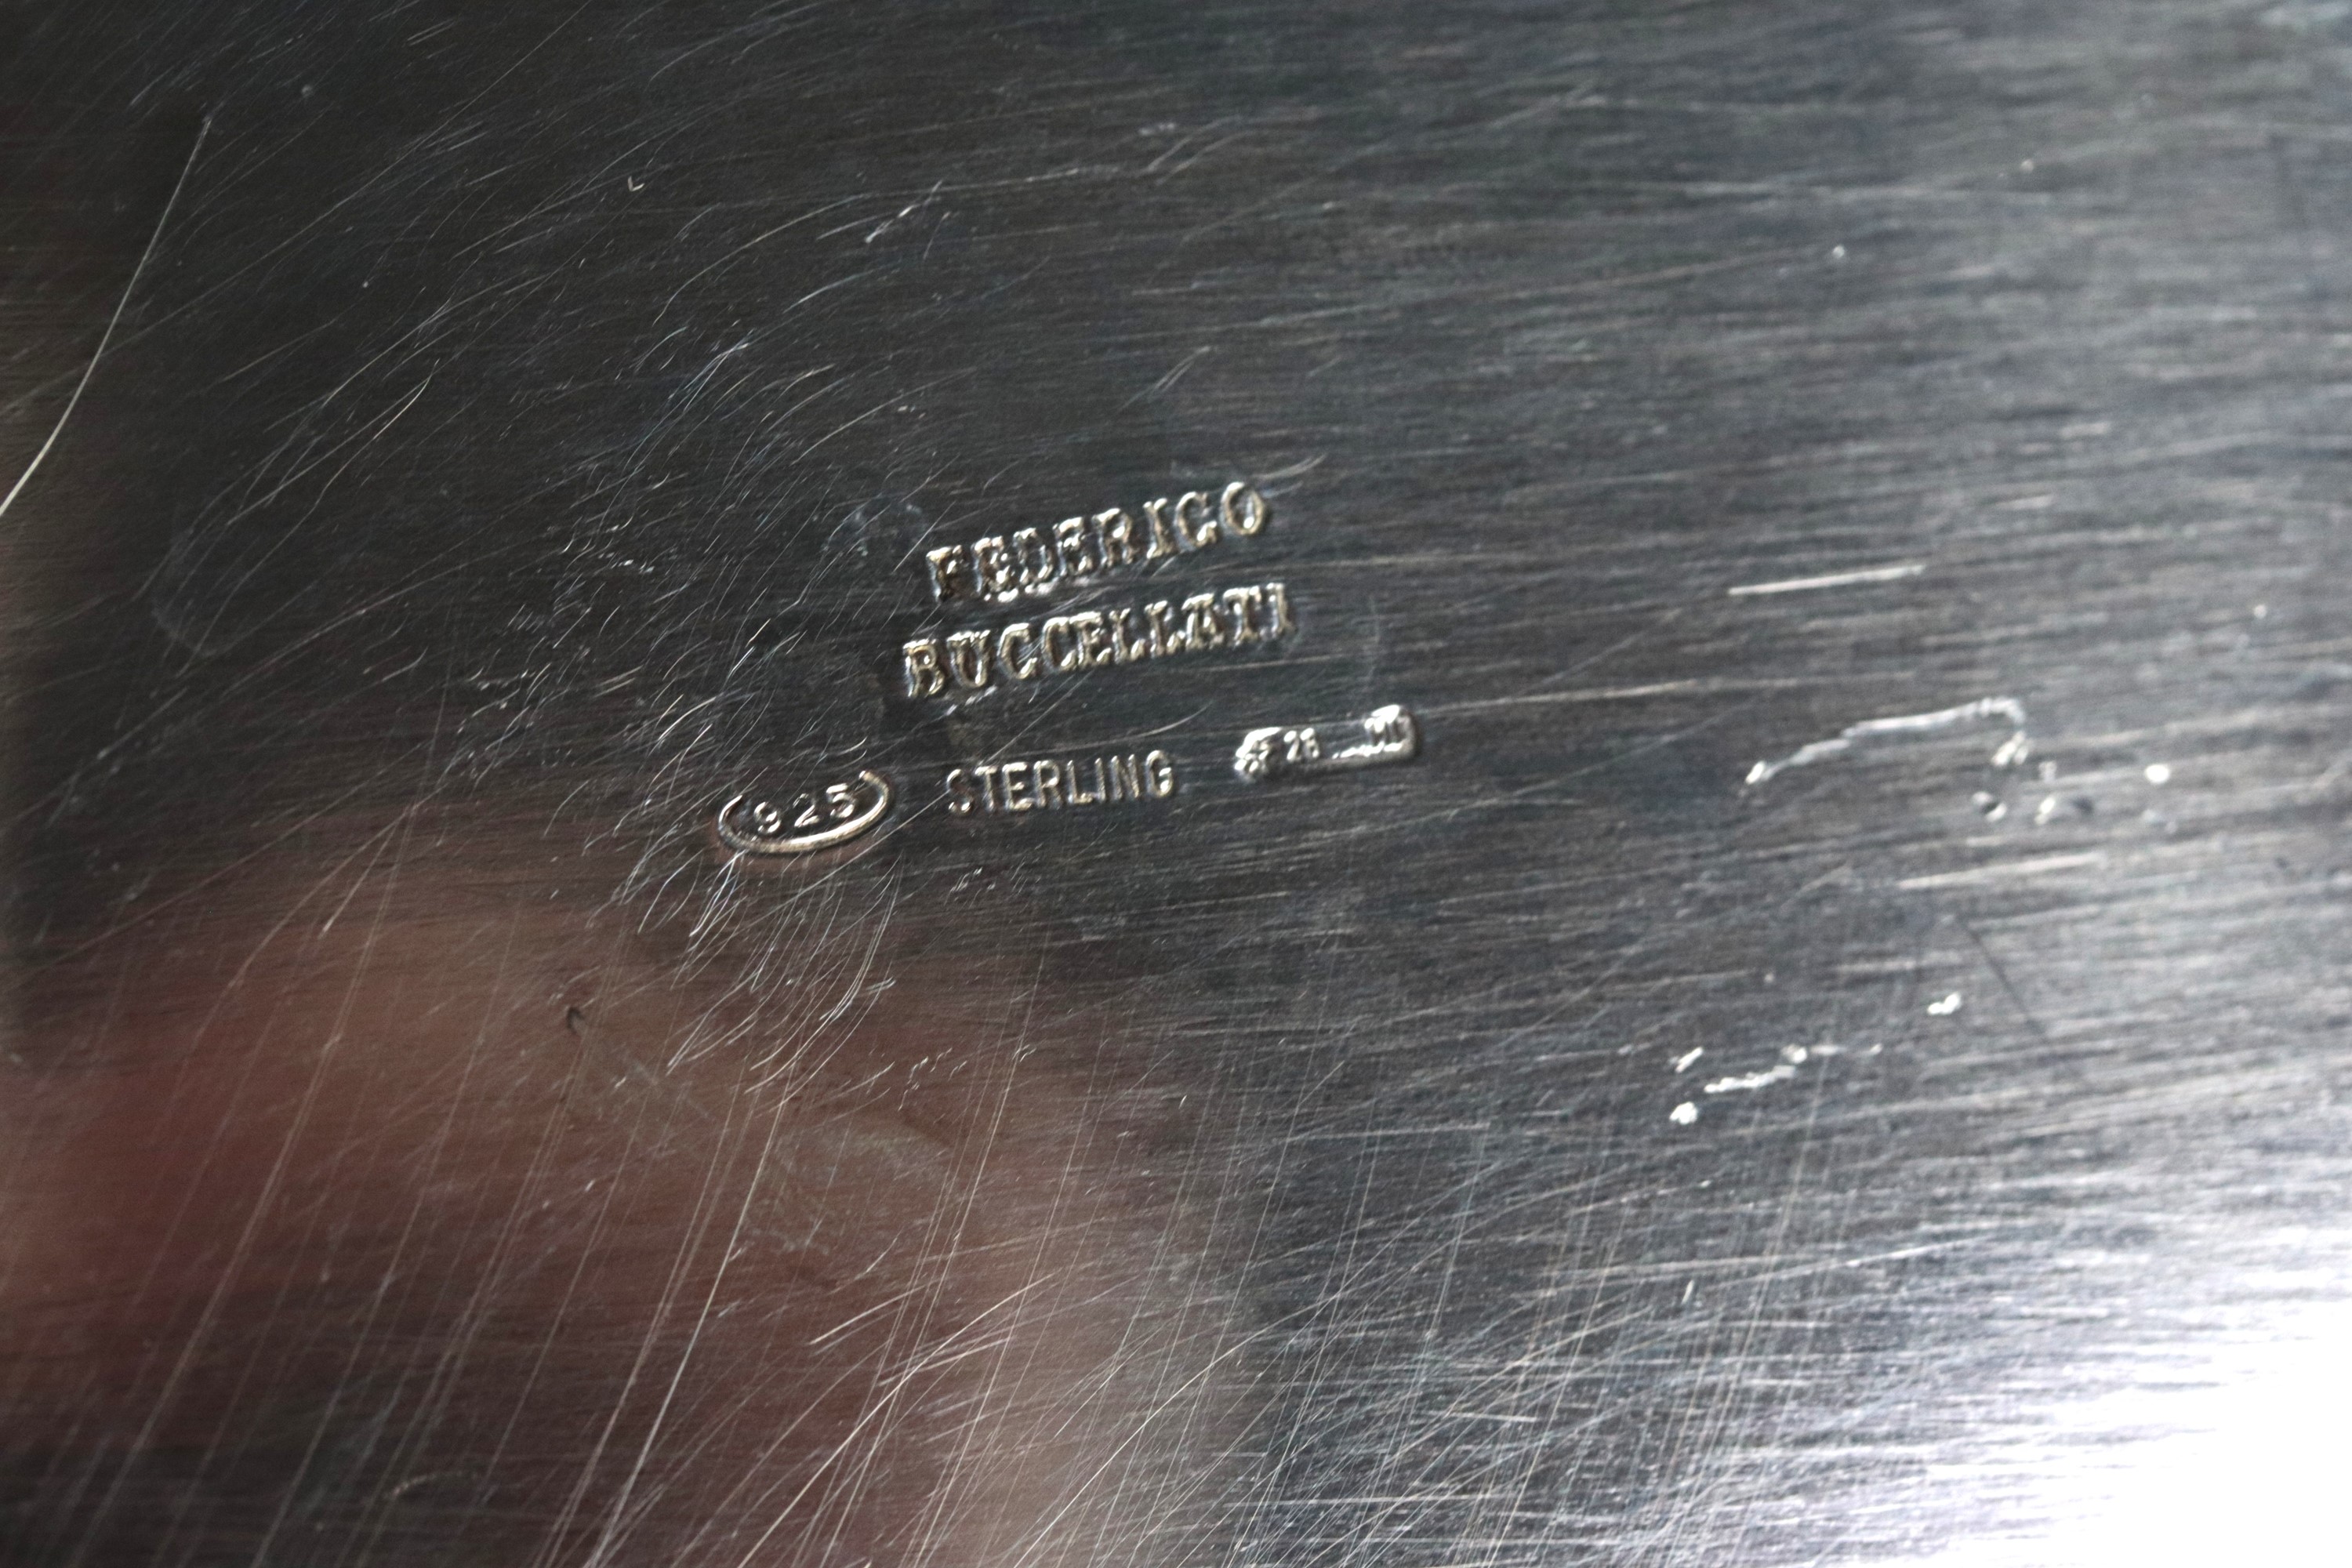 FEDERICO
BUCCELLATI
925 STERLING